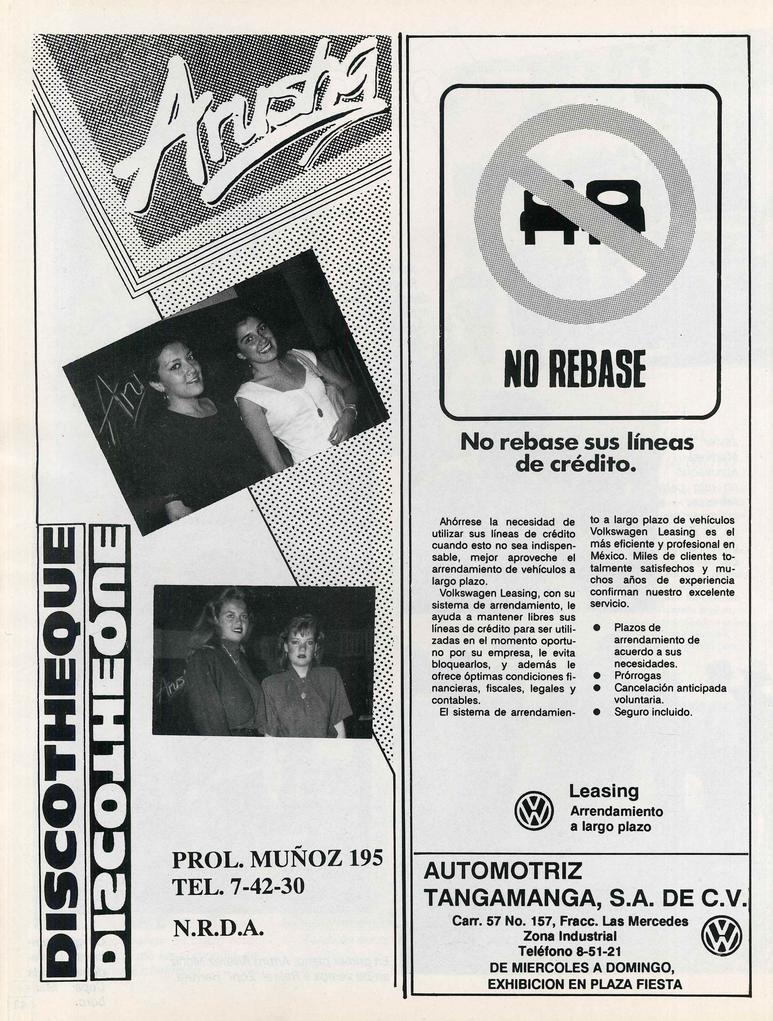 Arusha
Aru
Arus
DISCOTHEQUE
DISCOTHEQUE
PROL. MUÑOZ 195
TEL. 7-42-30
N.R.D.A.
NO REBASE
No rebase sus líneas
de crédito.
Ahórrese la necesidad de
utilizar sus líneas de crédito
cuando esto no sea indispen-
sable, mejor aproveche el
arrendamiento de vehículos a
largo plazo.
Volkswagen Leasing, con su
sistema de arrendamiento, le
ayuda a mantener libres sus
líneas de crédito para ser utili-
zadas en el momento oportu-
no por su empresa, le evita
bloquearlos, y además le
ofrece óptimas condiciones fi-
nancieras, fiscales, legales y
contables.
El sistema de arrendamien-
to a largo plazo de vehículos
Volkswagen Leasing es el
más eficiente y profesional en
México. Miles de clientes to-
talmente satisfechos y mu-
chos años de experiencia
confirman nuestro excelente
servicio.
● Plazos de
arrendamiento de
acuerdo a sus
necesidades.
● Prórrogas
● Cancelación anticipada
voluntaria.
● Seguro incluido.
Leasing
Arrendamiento
a largo plazo
AUTOMOTRIZ
TANGAMANGA, S.A. DE C.V.
Carr. 57 No. 157, Fracc. Las Mercedes
Zona Industrial
Teléfono 8-51-21
DE MIERCOLES A DOMINGO,
EXHIBICION EN PLAZA FIESTA